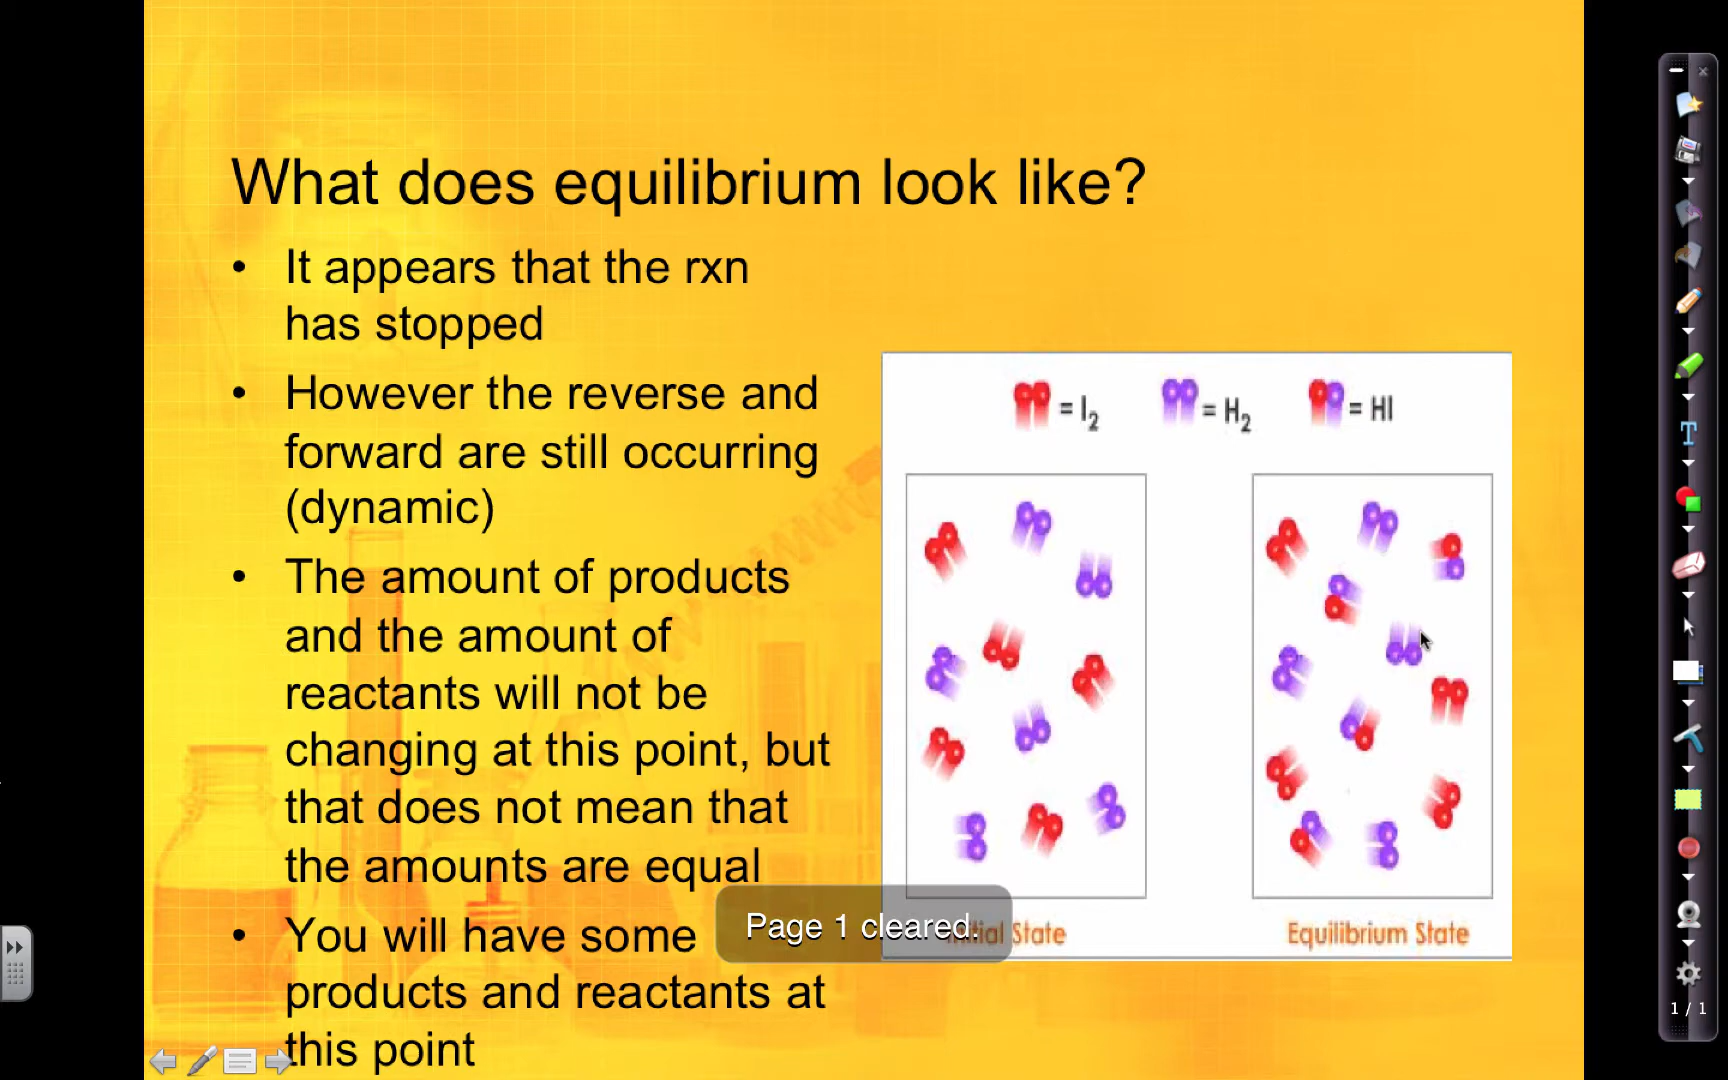 What does equilibrium look like?
• It appears that the rxn
has stopped
• However the reverse and
forward are still occurring
(dynamic)
• The amount of products
and the amount of
reactants will not be
changing at this point, but
that does not mean that
the amounts are equal
• You will have some
products and reactants at
this point
= I2 = H2 = HI
State
Equilibrium State
Page 1 cleared.
1 / 1